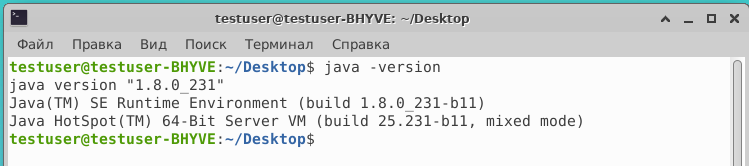 testuser@testuser-BHYVE: ~/Desktop
Файл Правка Вид Поиск Терминал Справка
testuser@testuser-BHYVE:~/Desktop$ java -version
java version "1.8.0_231"
Java(TM) SE Runtime Environment (build 1.8.0_231-b11)
Java HotSpot(TM) 64-Bit Server VM (build 25.231-b11, mixed mode)
testuser@testuser-BHYVE:~/Desktop$